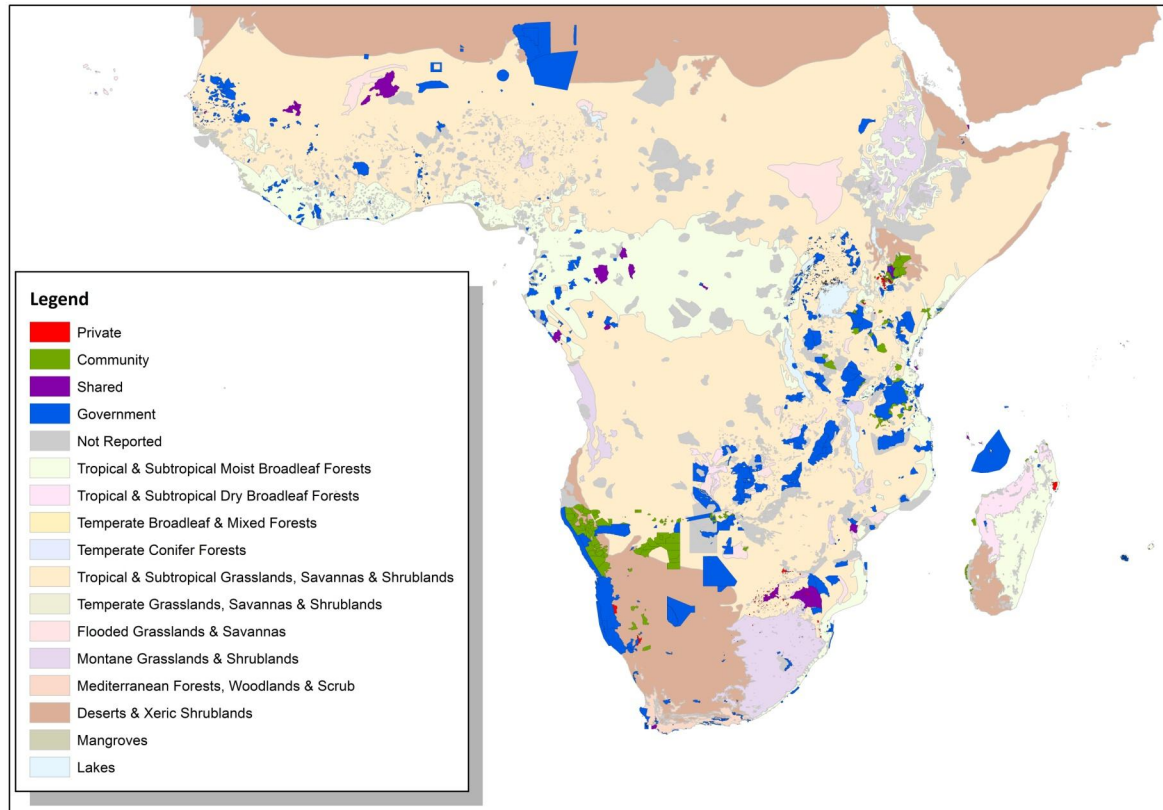 Legend
Private
Community
Shared
Government
Not Reported
Tropical & Subtropical Moist Broadleaf Forests
Tropical & Subtropical Dry Broadleaf Forests
Temperate Broadleaf & Mixed Forests
Temperate Conifer Forests
Tropical & Subtropical Grasslands, Savannas & Shrublands
Temperate Grasslands, Savannas & Shrublands
Flooded Grasslands & Savannas
Montane Grasslands & Shrublands
Mediterranean Forests, Woodlands & Scrub
Deserts & Xeric Shrublands
Mangroves
Lakes